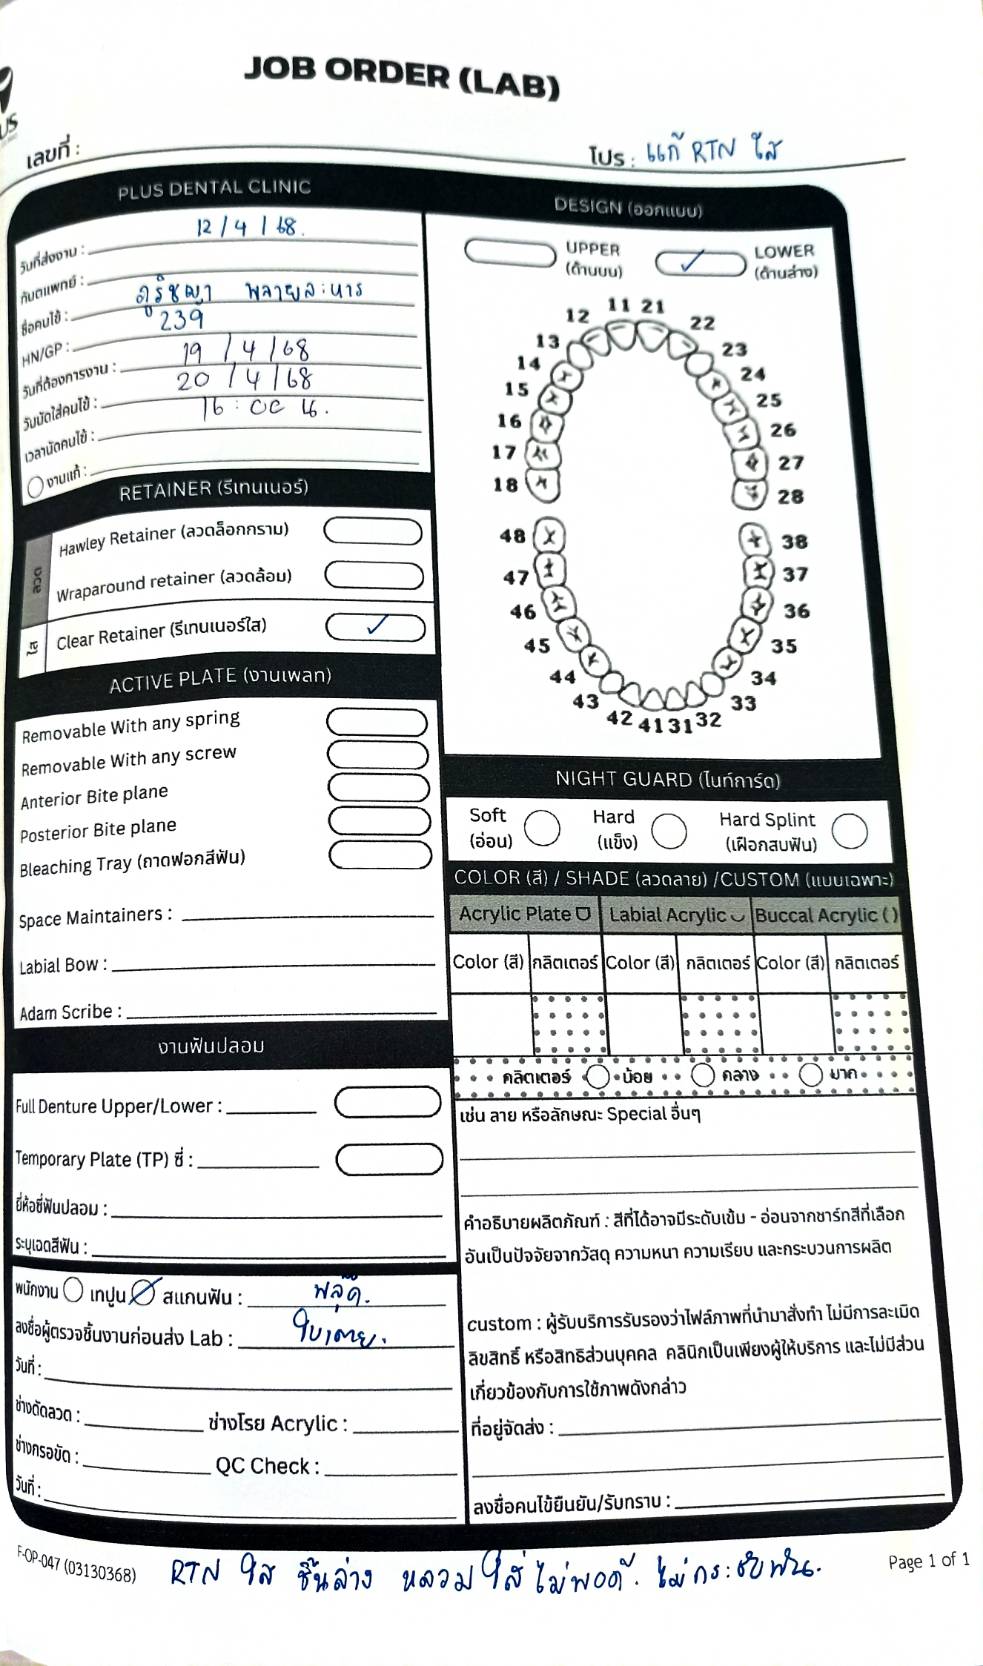 JOB ORDER (LAB)
เลขที่ :
โปร : แก้ RTN ใส
PLUS DENTAL CLINIC
วันที่ส่งงาน : 12 / 4 / 68.
ทันตแพทย์ :
ชื่อคนไข้ :
HN/GP : 239
วันที่ต้องการงาน : 19 / 4 / 68
วันนัดใส่คนไข้ : 20 / 4 / 68
เวลานัดคนไข้ : 16 : 00 น.
งานแก้ :
RETAINER (รีเทนเนอร์)
ลวด
Hawley Retainer (ลวดล็อกกราม)
Wraparound retainer (ลวดอ้อม)
ใส
Clear Retainer (รีเทนเนอร์ใส) ✓
ACTIVE PLATE (งานเพลท)
Removable With any spring
Removable With any screw
Anterior Bite plane
Posterior Bite plane
Bleaching Tray (ถาดฟอกสีฟัน)
Space Maintainers :
Labial Bow :
Adam Scribe :
งานฟันปลอม
Full Denture Upper/Lower :
Temporary Plate (TP) ซี่ :
ยี่ห้อซี่ฟันปลอม :
ระบุเฉดสีฟัน :
พนักงาน เทปูน สแกนฟัน : ฟลุ๊ค.
ลงชื่อผู้ตรวจชิ้นงานก่อนส่ง Lab : ใบเตย.
วันที่ :
ช่างดัดลวด : ช่างโรย Acrylic :
ช่างกรอขัด : QC Check :
วันที่ :
DESIGN (ออกแบบ)
UPPER
(ด้านบน)
✓ LOWER
(ด้านล่าง)
11 21
12 22
13 23
14 24
15 25
16 26
17 27
18 28
48 38
47 37
46 36
45 35
44 34
43 33
42 41 31 32
NIGHT GUARD (ไนท์การ์ด)
Soft
(อ่อน)
Hard
(แข็ง)
Hard Splint
(เฝือกสบฟัน)
COLOR (สี) / SHADE (ลวดลาย) /CUSTOM (แบบเฉพาะ)
Acrylic Plate Labial Acrylic Buccal Acrylic ( )
Color (สี) กลิตเตอร์ Color (สี) กลิตเตอร์ Color (สี) กลิตเตอร์
กลิตเตอร์ น้อย กลาง มาก
เช่น ลาย หรือลักษณะ Special อื่นๆ
คำอธิบายผลิตภัณฑ์ : สีที่ได้อาจมีระดับเข้ม - อ่อนจากชาร์ทสีที่เลือก
อันเป็นปัจจัยจากวัสดุ ความหนา ความเรียบ และกระบวนการผลิต
custom : ผู้รับบริการรับรองว่าไฟล์ภาพที่นำมาสั่งทำ ไม่มีการละเมิด
ลิขสิทธิ์ หรือสิทธิส่วนบุคคล คลินิกเป็นเพียงผู้ให้บริการ และไม่มีส่วน
เกี่ยวข้องกับการใช้ภาพดังกล่าว
ที่อยู่จัดส่ง :
ลงชื่อคนไข้ยืนยัน/รับทราบ :
F-OP-047 (03130368)
RTN ใส ชิ้นล่าง หลวม ใส่ไม่พอดี. ไม่กระชับฟัน.
Page 1 of 1